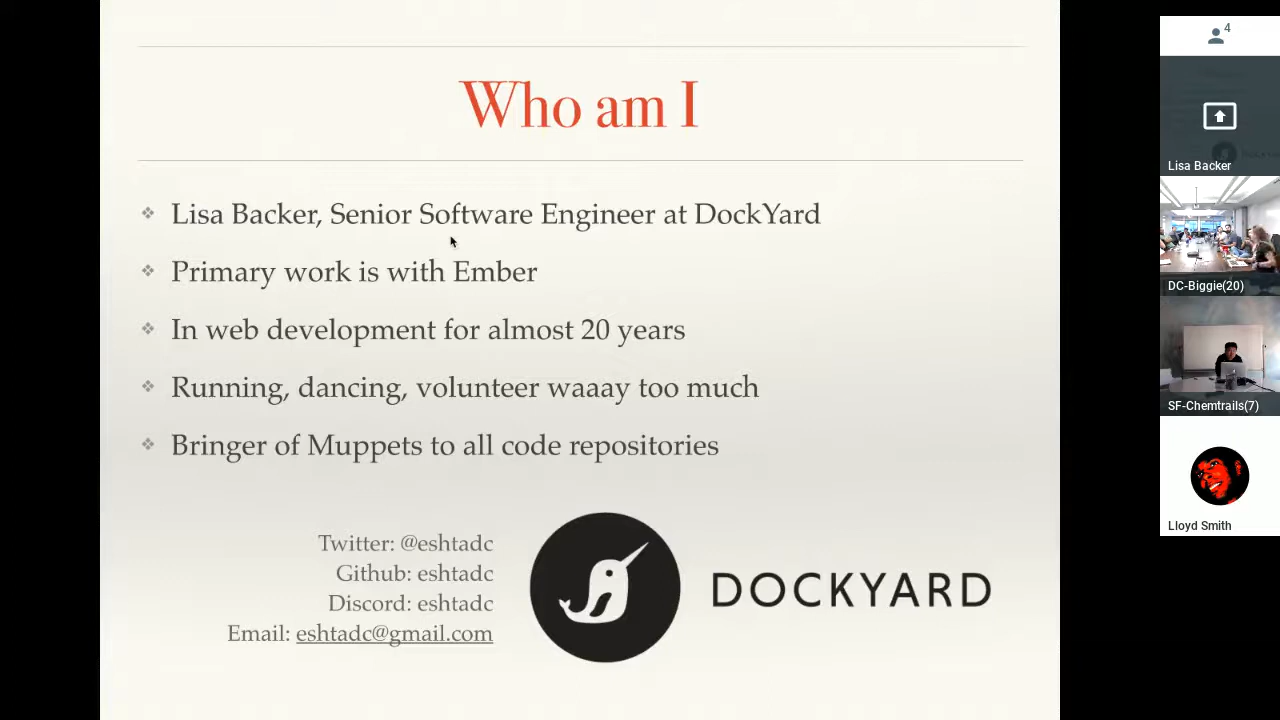 Who am I
Lisa Backer, Senior Software Engineer at DockYard
Primary work is with Ember
In web development for almost 20 years
Running, dancing, volunteer waaay too much
Bringer of Muppets to all code repositories
Twitter: @eshtadc
Github: eshtadc
Discord: eshtadc
Email: eshtadc@gmail.com
DOCKYARD
4
Lisa Backer
DC-Biggie(20)
SF-Chemtrails(7)
Lloyd Smith